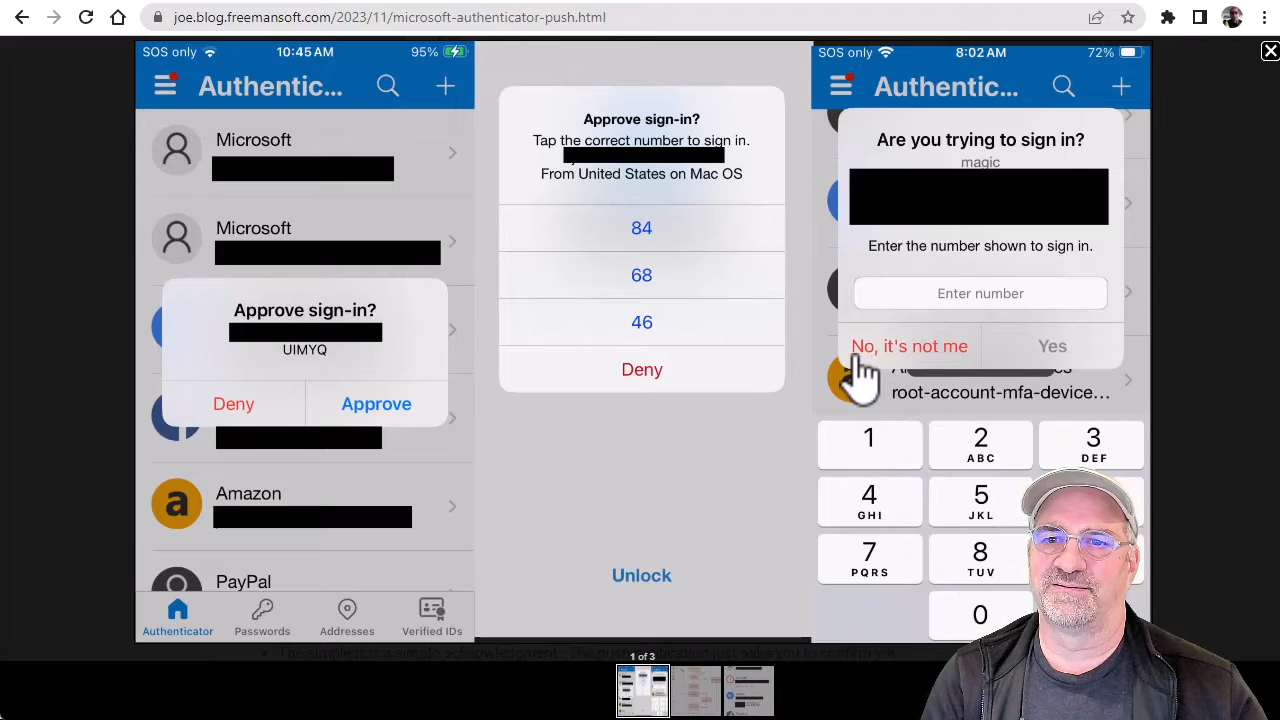 joe.blog.freemansoft.com/2023/11/microsoft-authenticator-push.html
SOS only
10:45 AM
95%
Authentic...
Microsoft
Microsoft
Approve sign-in?
UIMYQ
Deny
Approve
Amazon
PayPal
Authenticator
Passwords
Addresses
Verified IDs
Approve sign-in?
Tap the correct number to sign in.
From United States on Mac OS
84
68
46
Deny
Unlock
SOS only
8:02 AM
72%
Authentic...
Are you trying to sign in?
magic
Enter the number shown to sign in.
Enter number
No, it's not me
Yes
root-account-mfa-device...
1
2
ABC
3
DEF
4
GHI
5
JKL
7
PQRS
8
TUV
0
1 of 3